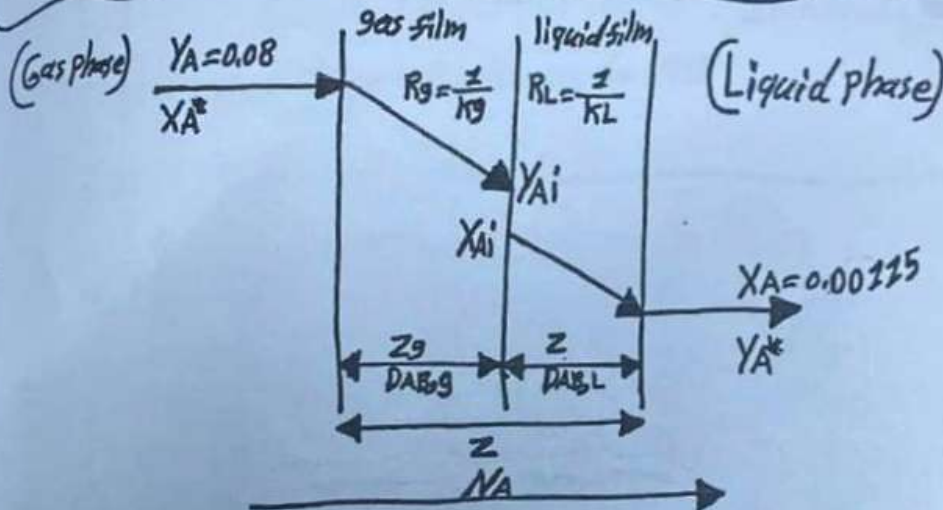 gas film
liquid film
(Gas phase)
YA=0.08
XA*
Rg=1/kg
RL=1/KL
(Liquid Phase)
YAi
XAi
XA=0.00115
YA*
Zg
DAB,g
Z
DAB,L
Z
NA